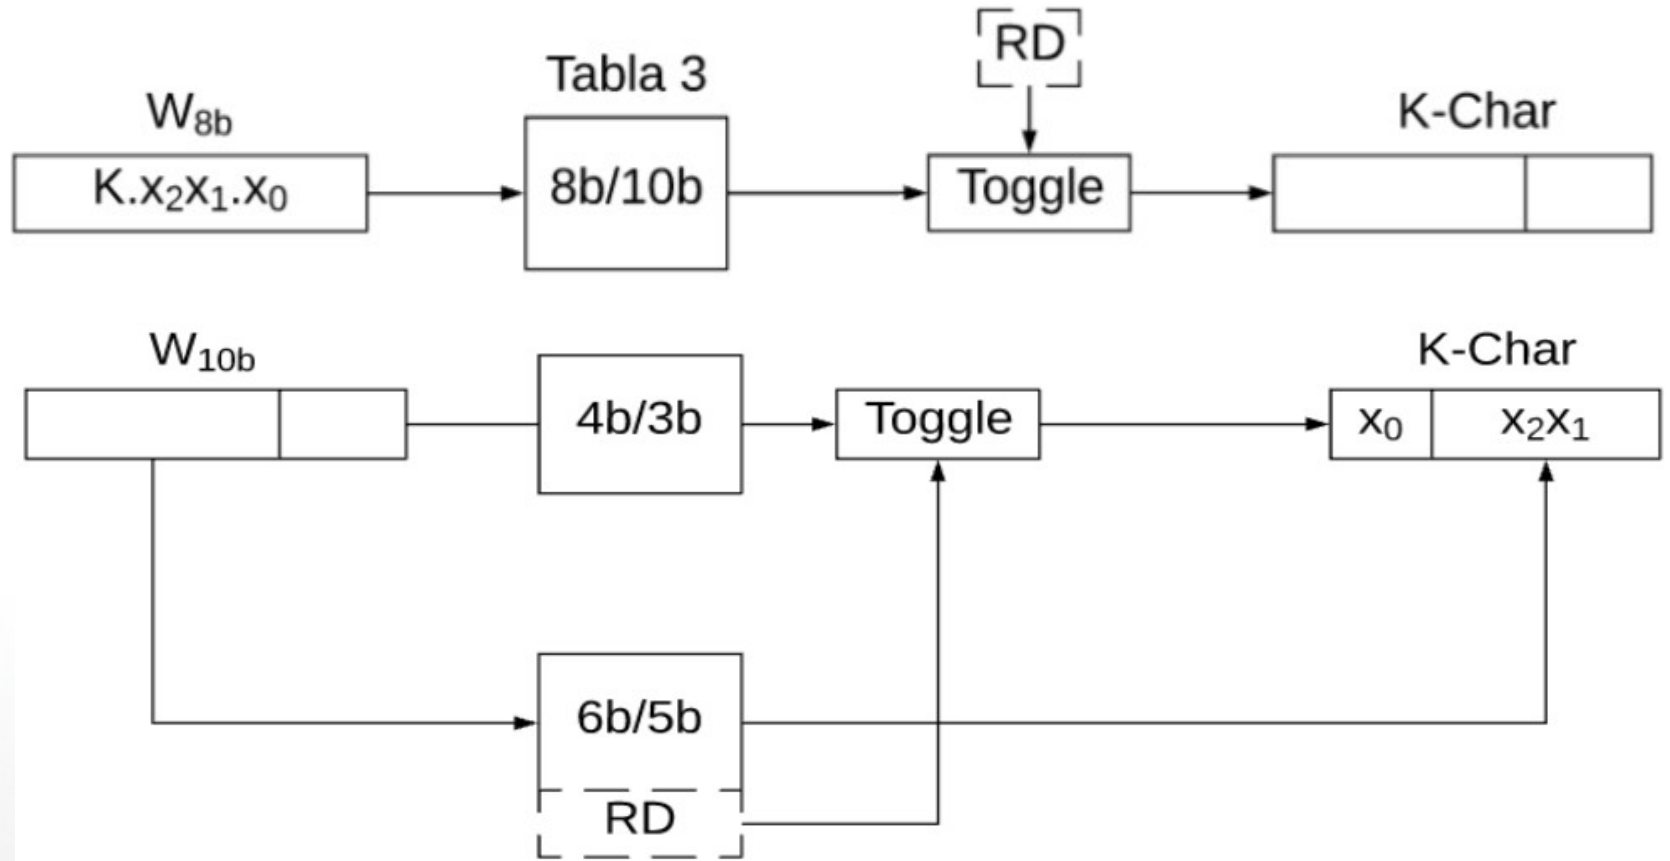 RD
Tabla 3
W8b
K-Char
K.x2x1.x0
8b/10b
Toggle
W10b
K-Char
4b/3b
Toggle
x0
x2x1
6b/5b
RD